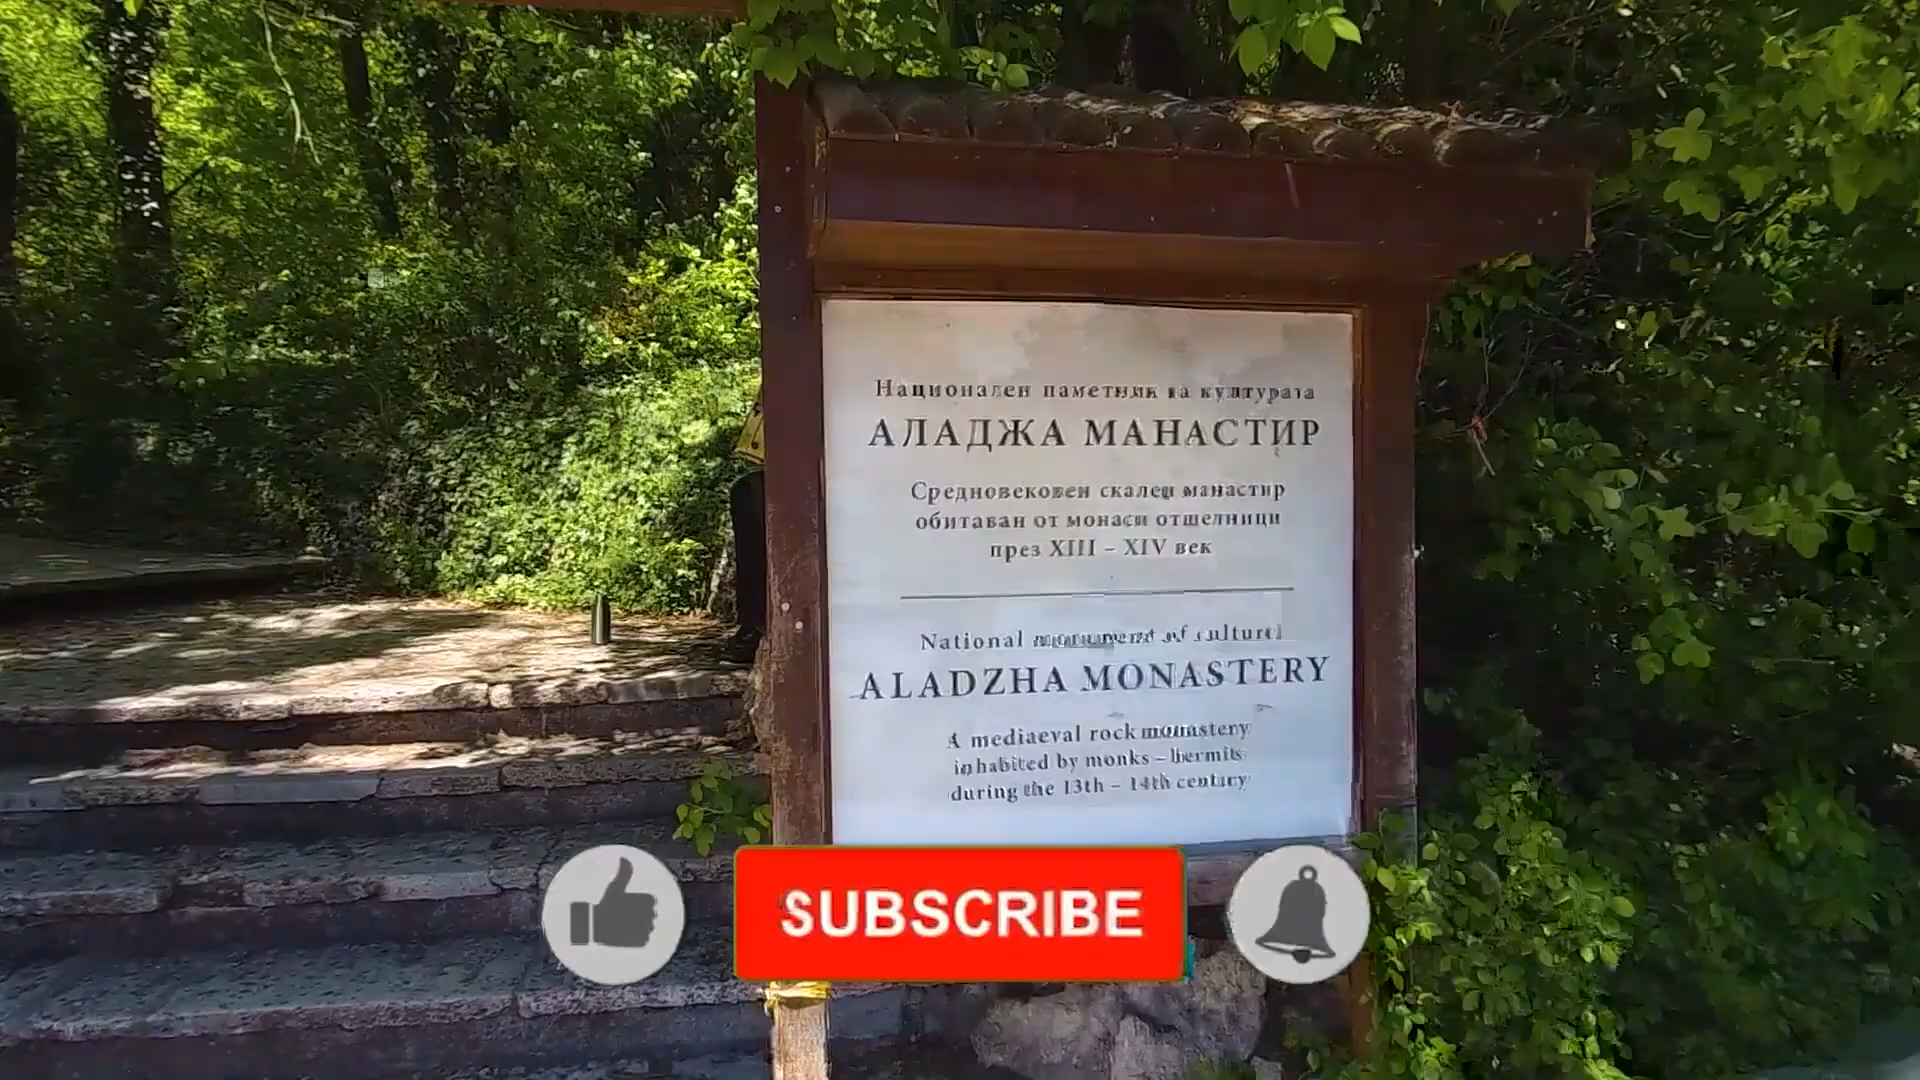 Национален паметник на културата
АЛАДЖА МАНАСТИР
Средновековен скален манастир
обитаван от монаси отшелници
през XIII – XIV век
National monument of culture
ALADZHA MONASTERY
A mediaeval rock monastery
inhabited by monks – hermits
during the 13th – 14th century
SUBSCRIBE